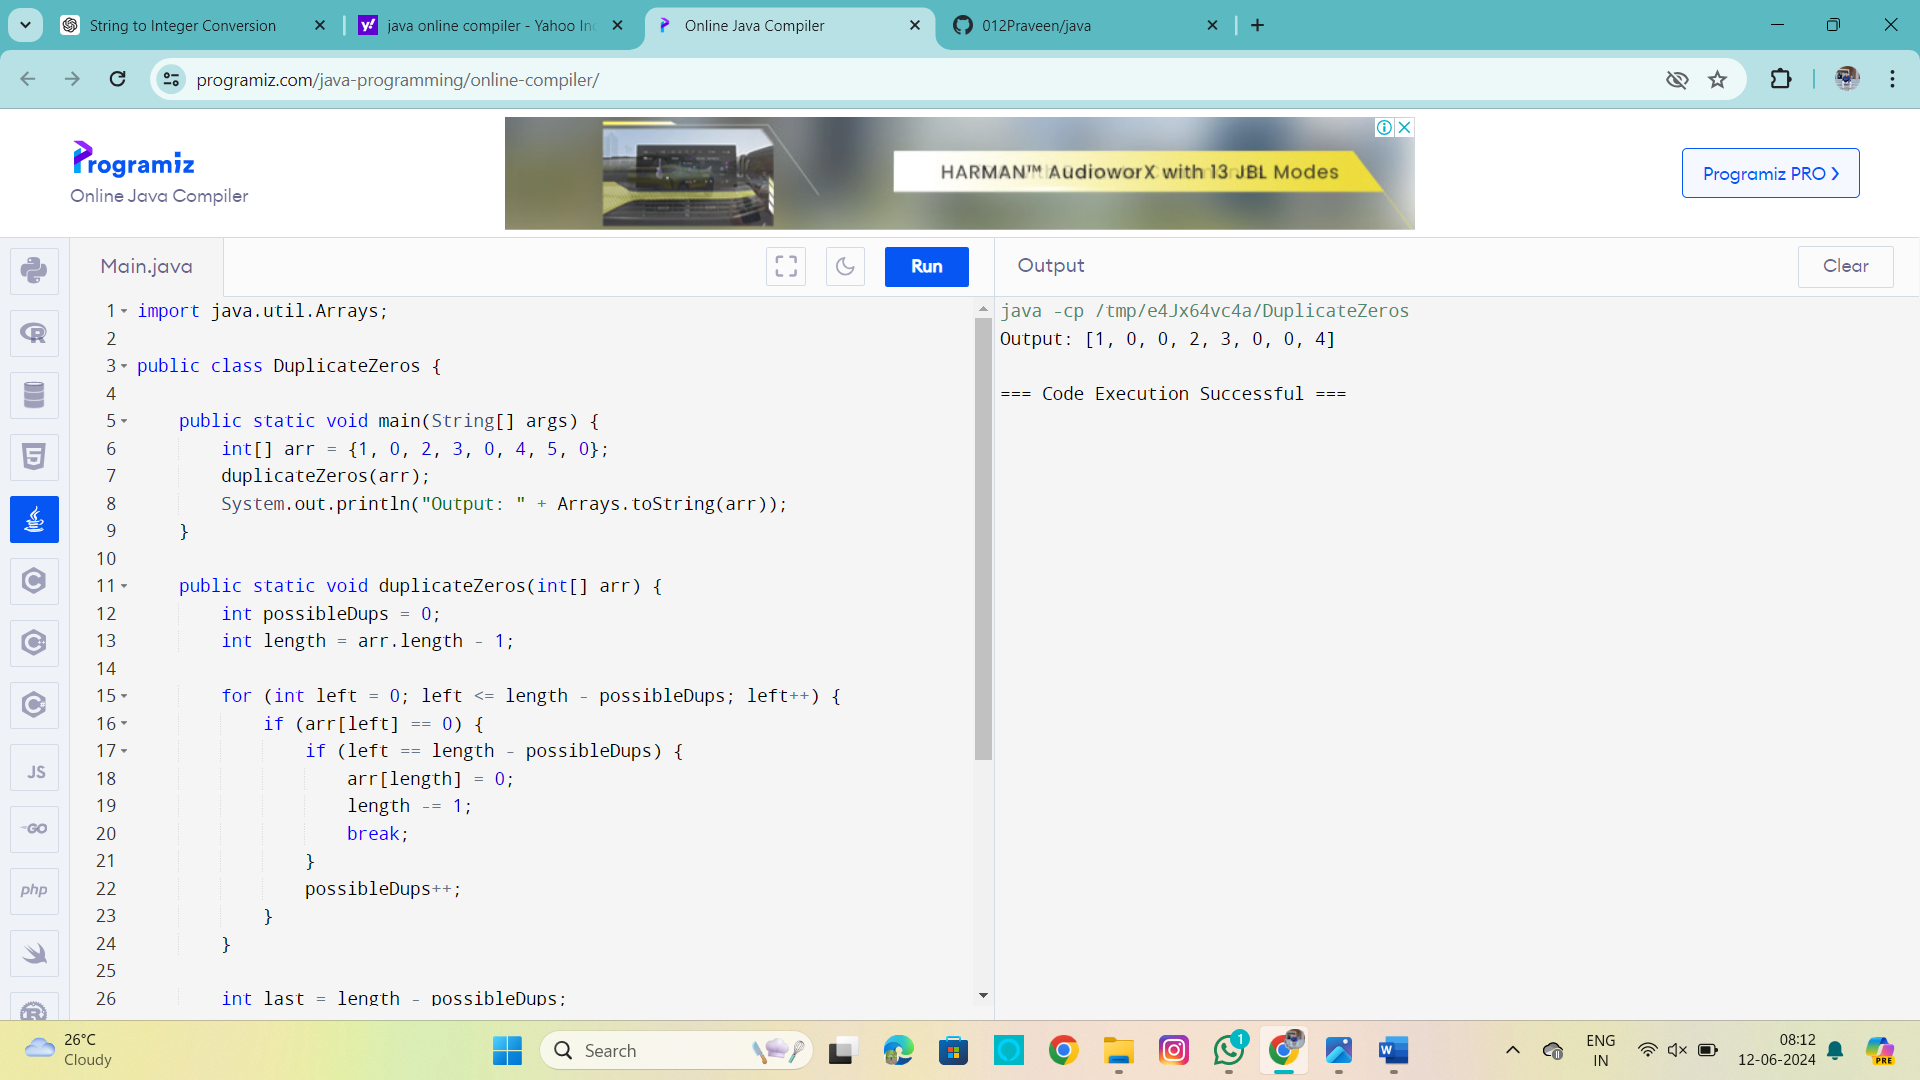 String to Integer Conversion
java online compiler - Yahoo In
Online Java Compiler
012Praveen/java
programiz.com/java-programming/online-compiler/
Programiz
Online Java Compiler
HARMAN™ AudioworX with 13 JBL Modes
Programiz PRO
Main.java
Run
Output
Clear
1 import java.util.Arrays;
2
3 public class DuplicateZeros {
4
5 public static void main(String[] args) {
6 int[] arr = {1, 0, 2, 3, 0, 4, 5, 0};
7 duplicateZeros(arr);
8 System.out.println("Output: " + Arrays.toString(arr));
9 }
10
11 public static void duplicateZeros(int[] arr) {
12 int possibleDups = 0;
13 int length = arr.length - 1;
14
15 for (int left = 0; left <= length - possibleDups; left++) {
16 if (arr[left] == 0) {
17 if (left == length - possibleDups) {
18 arr[length] = 0;
19 length -= 1;
20 break;
21 }
22 possibleDups++;
23 }
24 }
25
26 int last = length - possibleDups;
java -cp /tmp/e4Jx64vc4a/DuplicateZeros
Output: [1, 0, 0, 2, 3, 0, 0, 4]
=== Code Execution Successful ===
JS
GO
php
26°C
Cloudy
Search
1
W
PRE
ENG
IN
08:12
12-06-2024